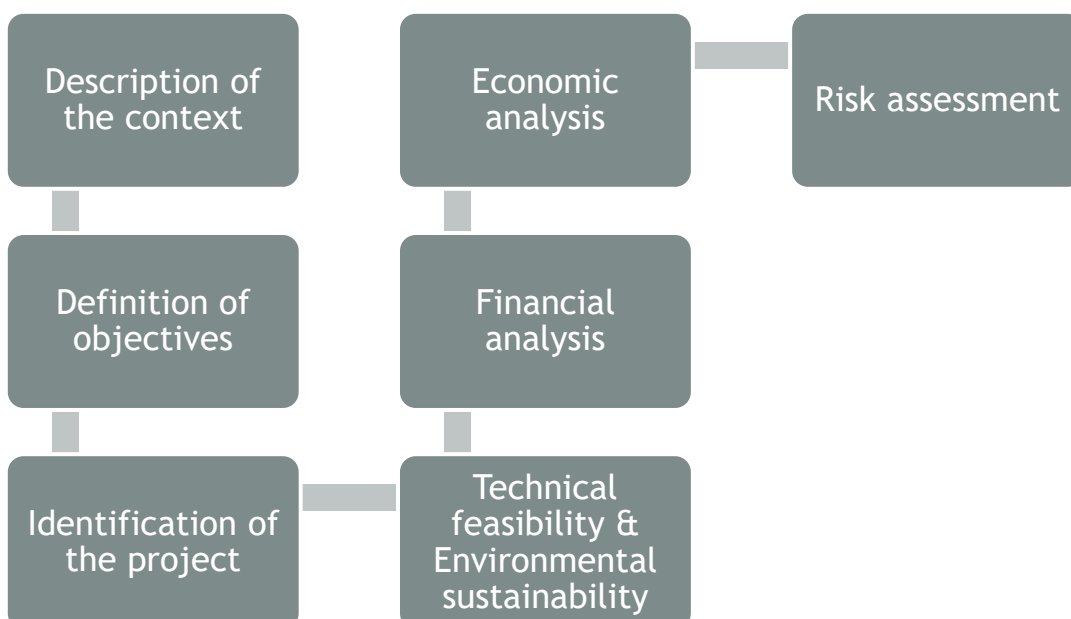 Description of
the context
Definition of
objectives
Identification of
the project
Technical
feasibility &
Environmental
sustainability
Financial
analysis
Economic
analysis
Risk assessment